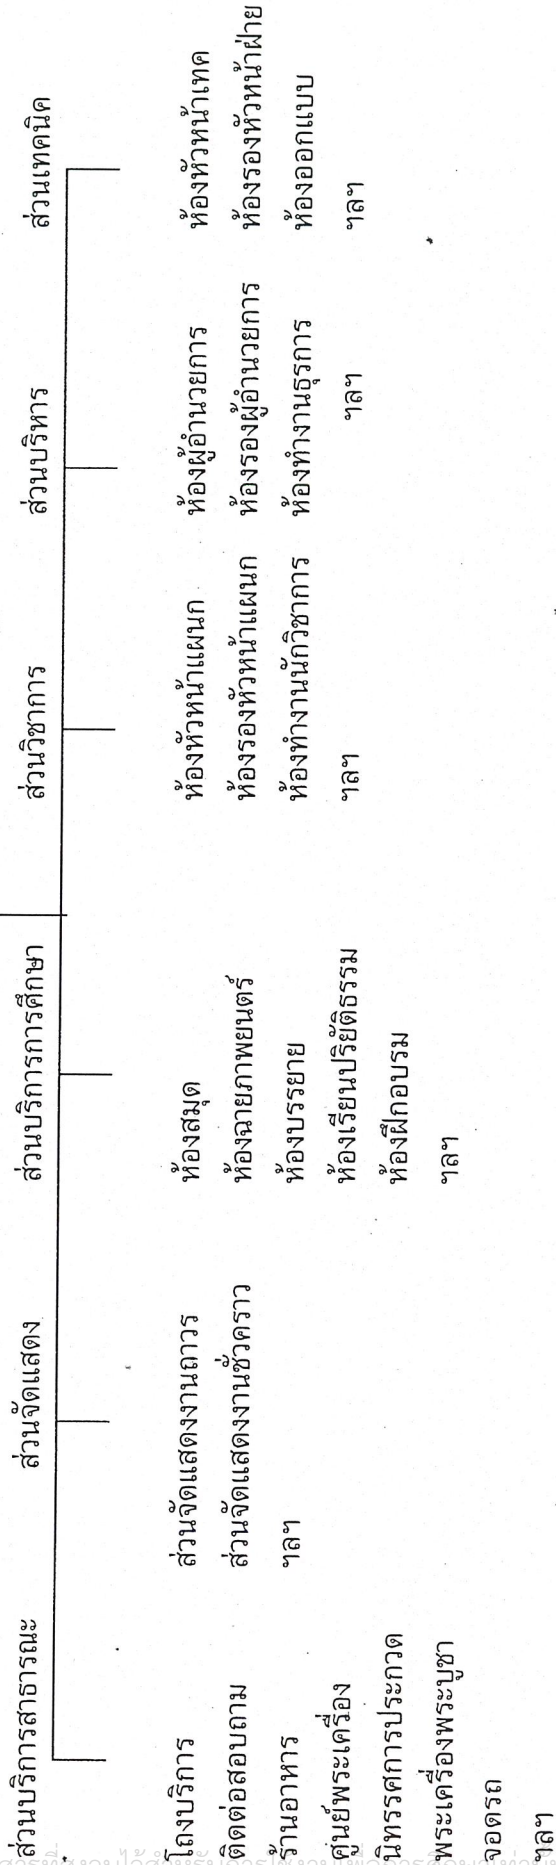 ส่วนบริการสาธารณะ
โถงบริการ
ติดต่อสอบถาม
ร้านอาหาร
ศูนย์พระเครื่อง
นิทรรศการประกวด
พระเครื่องพระบูชา
จอดรถ
ฯลฯ
ส่วนจัดแสดง
ส่วนจัดแสดงงานถาวร
ส่วนจัดแสดงงานชั่วคราว
ฯลฯ
ส่วนบริการการศึกษา
ห้องสมุด
ห้องฉายภาพยนตร์
ห้องบรรยาย
ห้องเรียนปริยัติธรรม
ห้องฝึกอบรม
ฯลฯ
ส่วนวิชาการ
ห้องหัวหน้าแผนก
ห้องรองหัวหน้าแผนก
ห้องทำงานนักวิชาการ
ฯลฯ
ส่วนบริหาร
ห้องผู้อำนวยการ
ห้องรองผู้อำนวยการ
ห้องทำงานธุรการ
ฯลฯ
ส่วนเทคนิค
ห้องหัวหน้าเทค
ห้องรองหัวหน้าฝ่าย
ห้องออกแบบ
ฯลฯ